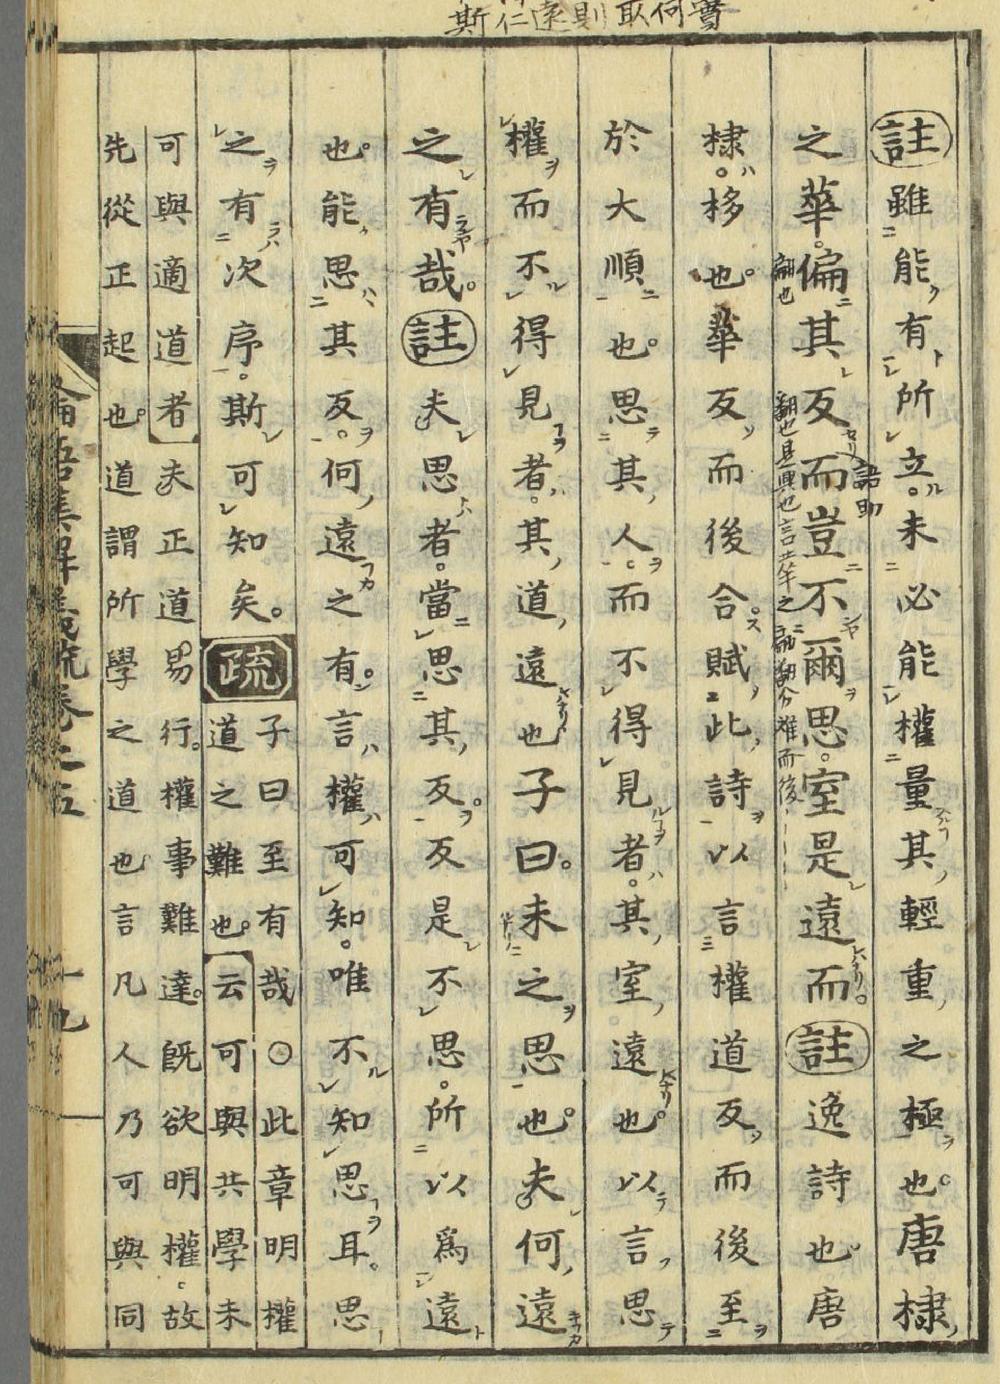 實何取則遠仁斯
註雖能有所立未必能權量其輕重之極也唐棣
之華偏其反而豈不爾思室是遠而註逸詩也唐
棣栘也華反而後合賦此詩以言權道反而後至
於大順也思其人而不得見者其室遠也以言思
權而不得見者其道遠也子曰未之思也夫何遠
之有哉註夫思者當思其反反是不思所以爲遠
也能思其反何遠之有言權可知唯不知思耳思
之有次序斯可知矣疏
子曰至有哉〇此章明權
道之難也云可與共學未
可與適道者夫正道易行權事難達既欲明權故
先從正起也道謂所學之道也言凡人乃可與同
論語集解義疏卷之五
十九